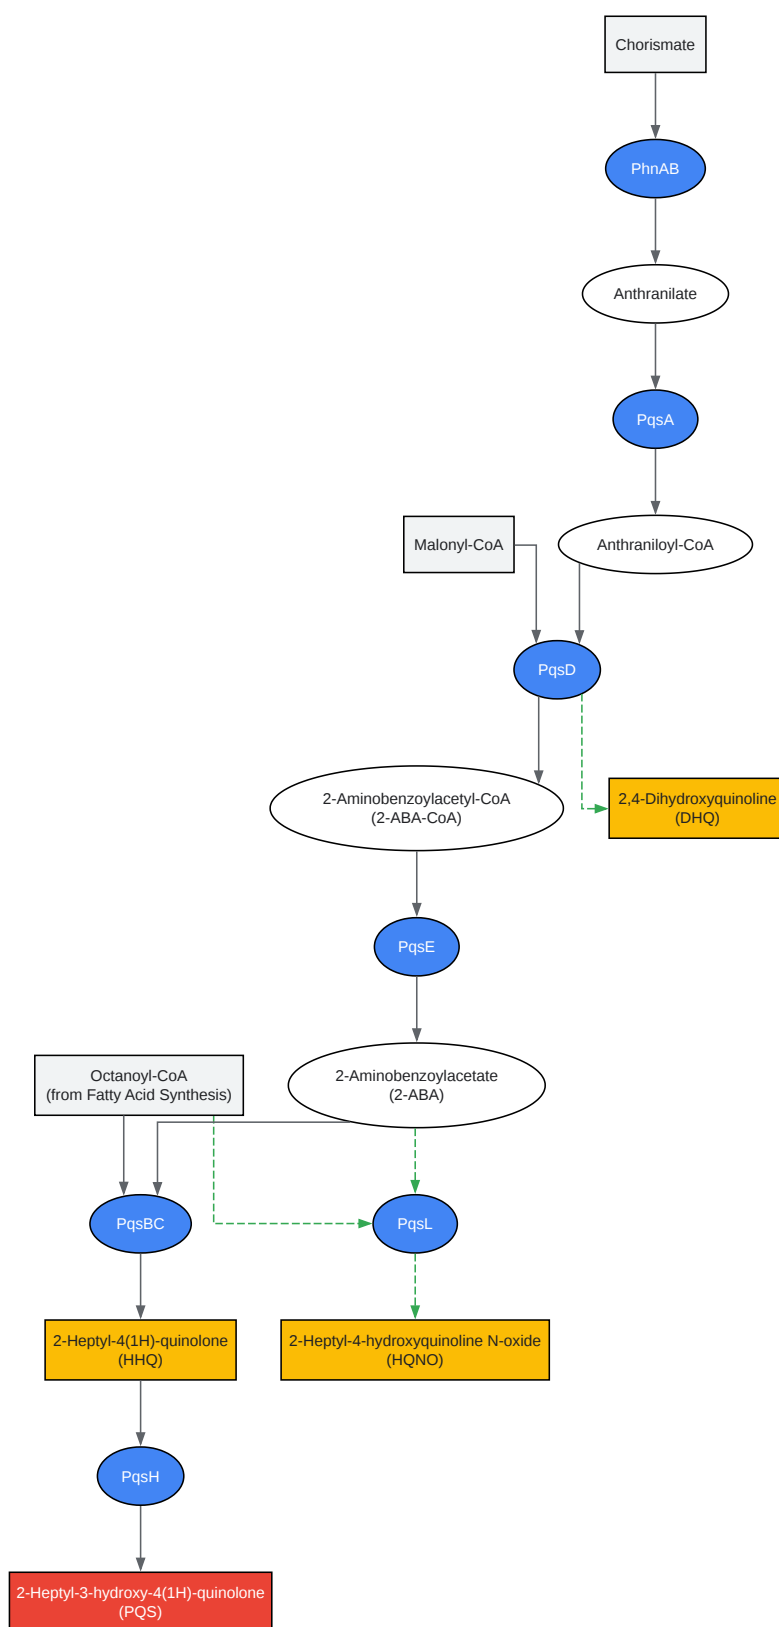 Chorismate
PhnAB
Anthranilate
PqsA
Malonyl-CoA
Anthraniloyl-CoA
PqsD
2-Aminobenzoylacetyl-CoA
(2-ABA-CoA)
2,4-Dihydroxyquinoline
(DHQ)
PqsE
Octanoyl-CoA
(from Fatty Acid Synthesis)
2-Aminobenzoylacetate
(2-ABA)
PqsBC
PqsL
2-Heptyl-4(1H)-quinolone
(HHQ)
2-Heptyl-4-hydroxyquinoline N-oxide
(HQNO)
PqsH
2-Heptyl-3-hydroxy-4(1H)-quinolone
(PQS)